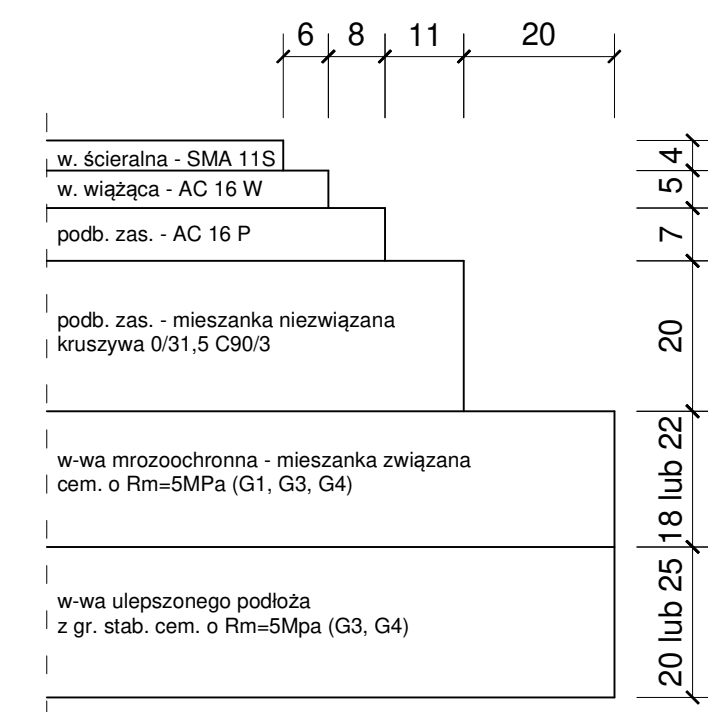 6 8 11 20
w. ścieralna - SMA 11S
4
w. wiążąca - AC 16 W
5
podb. zas. - AC 16 P
7
podb. zas. - mieszanka niezwiązana
kruszywa 0/31,5 C90/3
20
w-wa mrozoochronna - mieszanka związana
cem. o Rm=5MPa (G1, G3, G4)
18 lub 22
w-wa ulepszonego podłoża
z gr. stab. cem. o Rm=5Mpa (G3, G4)
20 lub 25